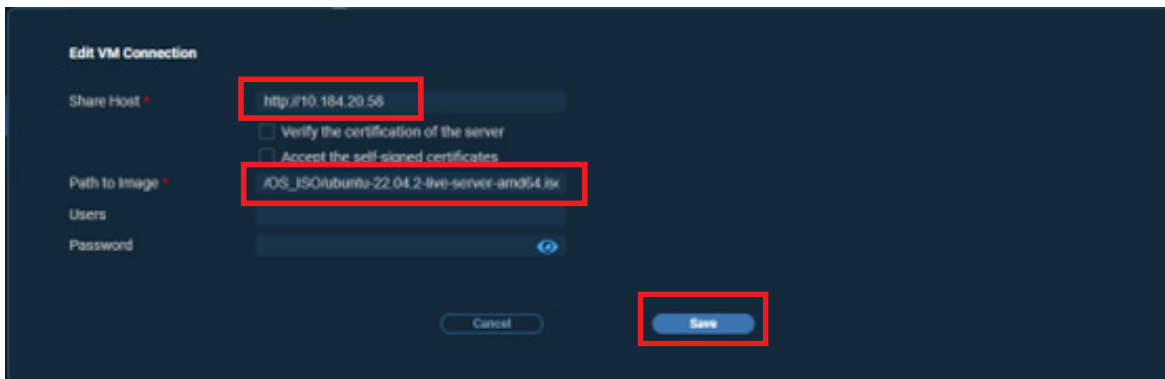 Edit VM Connection
Share Host * http://10.184.20.58
Verify the certification of the server
Accept the self-signed certificates
Path to Image * /OS_ISO/ubuntu-22.04.2-live-server-amd64.iso
Users
Password
Cancel Save